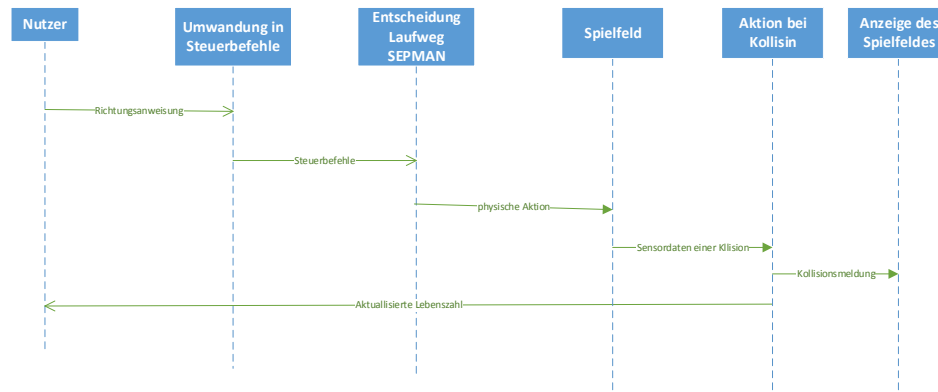 Nutzer
Umwandung in
Steuerbefehle
Entscheidung
Laufweg
SEPMAN
Spielfeld
Aktion bei
Kollisin
Anzeige des
Spielfeldes
Richtungsanweisung
Steuerbefehle
physische Aktion
Sensordaten einer Kllision
Kollisionsmeldung
Aktuallisierte Lebenszahl